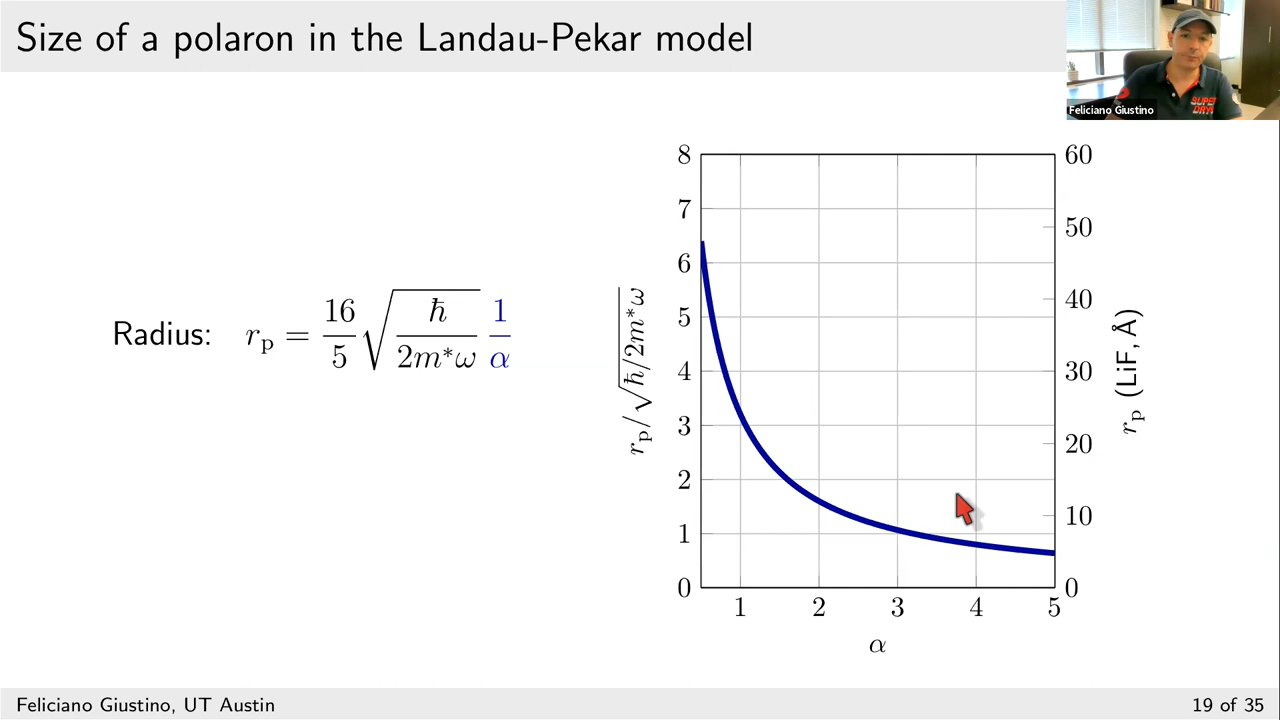 Size of a polaron in the Landau-Pekar model
SUPER
DRY
Feliciano Giustino
Radius: r_p = 16/5 √(ħ/2m*ω) 1/α
r_p/√ħ/2m*ω
8
7
6
5
4
3
2
1
0
60
50
40
30
20
10
0
r_p (LiF, Å)
1 2 3 4 5
α
Feliciano Giustino, UT Austin
19 of 35